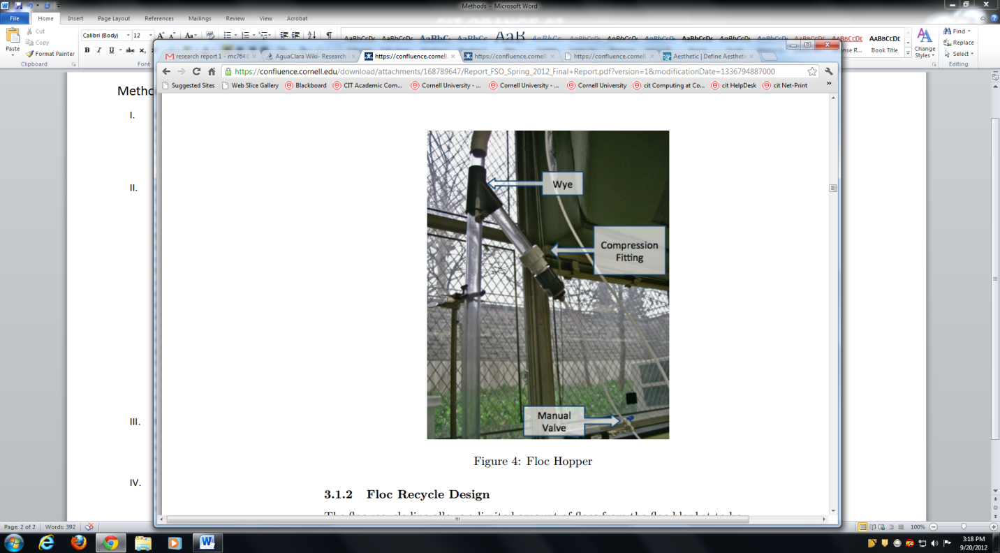 Methods - Microsoft Word
File Home Insert Page Layout References Mailings Review View Acrobat
Cut
Copy
Format Painter
Paste
Clipboard
Calibri (Body) 12
Font
AaBbCcDc
AaBBCCDC AaBbCcDc
Book Title
Change
Styles
Find
Replace
Select
Editing
research report 1 - mc764@
AguaClara Wiki- Research
https://confluence.cornell.
https://confluence.cornell.
https://confluence.cornell.
Aesthetic | Define Aesthetic
https://confluence.cornell.edu/download/attachments/168789647/Report_FSO_Spring_2012_Final+Report.pdf?version=1&modificationDate=1336794887000
Suggested Sites Web Slice Gallery Blackboard CIT Academic Com... Cornell University - ... Cornell University - ... Cornell University cit Computing at Co... cit HelpDesk cit Net-Print
Metho
I.
II.
III.
IV.
Wye
Compression
Fitting
Manual
Valve
Figure 4: Floc Hopper
3.1.2 Floc Recycle Design
Page: 2 of 2 Words: 392
100%
3:18 PM
9/20/2012